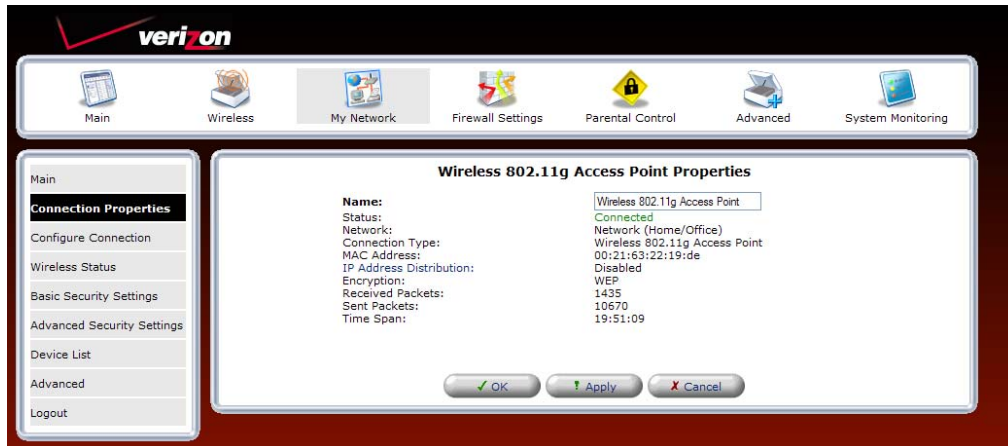 verizon
Main Wireless My Network Firewall Settings Parental Control Advanced System Monitoring
Main
Connection Properties
Configure Connection
Wireless Status
Basic Security Settings
Advanced Security Settings
Device List
Advanced
Logout
Wireless 802.11g Access Point Properties
Name: Wireless 802.11g Access Point
Status: Connected
Network: Network (Home/Office)
Connection Type: Wireless 802.11g Access Point
MAC Address: 00:21:63:22:19:de
IP Address Distribution: Disabled
Encryption: WEP
Received Packets: 1435
Sent Packets: 10670
Time Span: 19:51:09
OK Apply Cancel